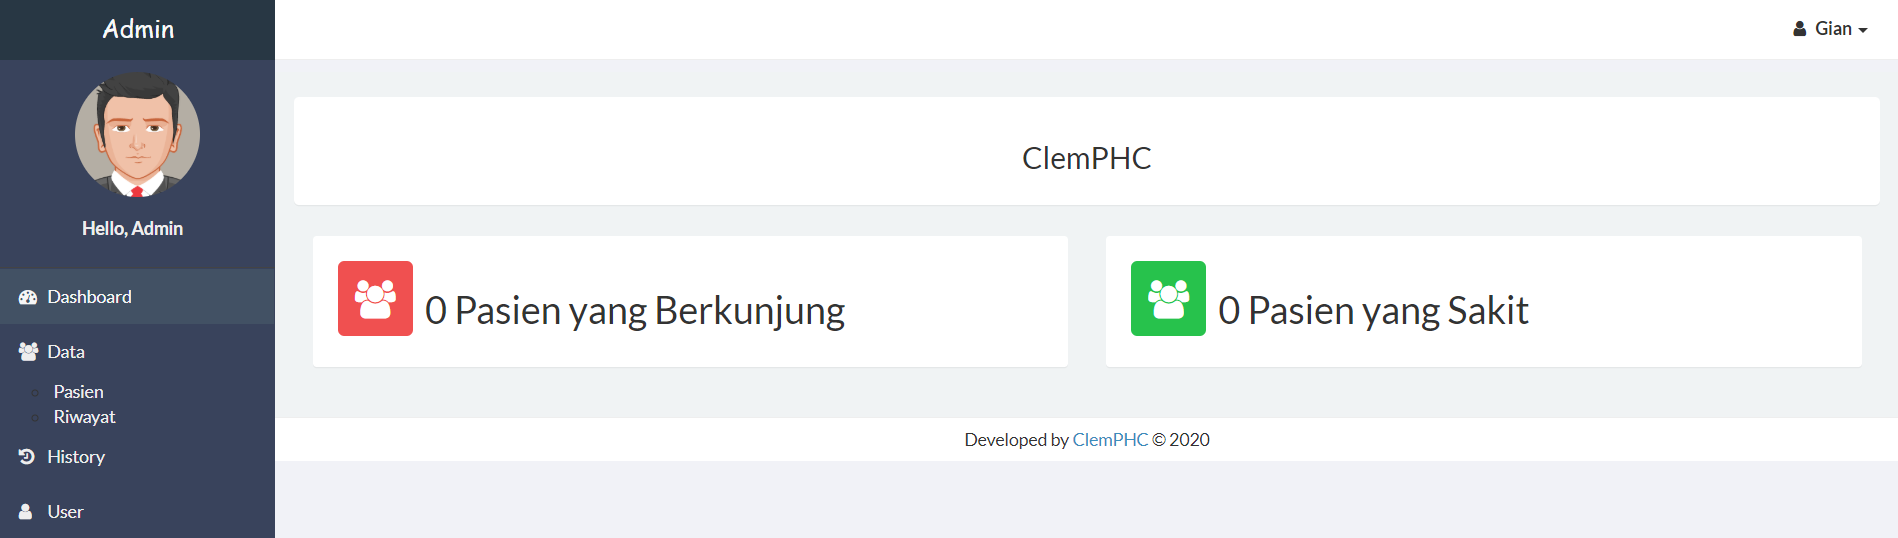 Admin
Gian
Hello, Admin
Dashboard
Data
Pasien
Riwayat
History
User
ClemPHC
0 Pasien yang Berkunjung
0 Pasien yang Sakit
Developed by ClemPHC © 2020